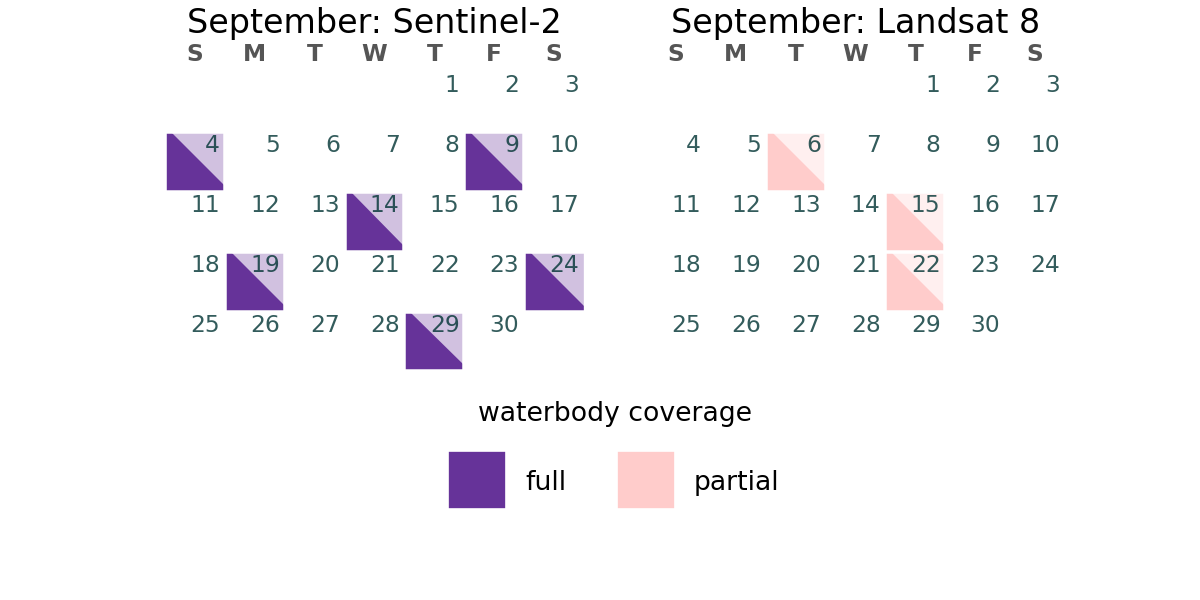 September: Sentinel-2
S M T W T F S
1 2 3
4 5 6 7 8 9 10
11 12 13 14 15 16 17
18 19 20 21 22 23 24
25 26 27 28 29 30
September: Landsat 8
S M T W T F S
1 2 3
4 5 6 7 8 9 10
11 12 13 14 15 16 17
18 19 20 21 22 23 24
25 26 27 28 29 30
waterbody coverage
full
partial